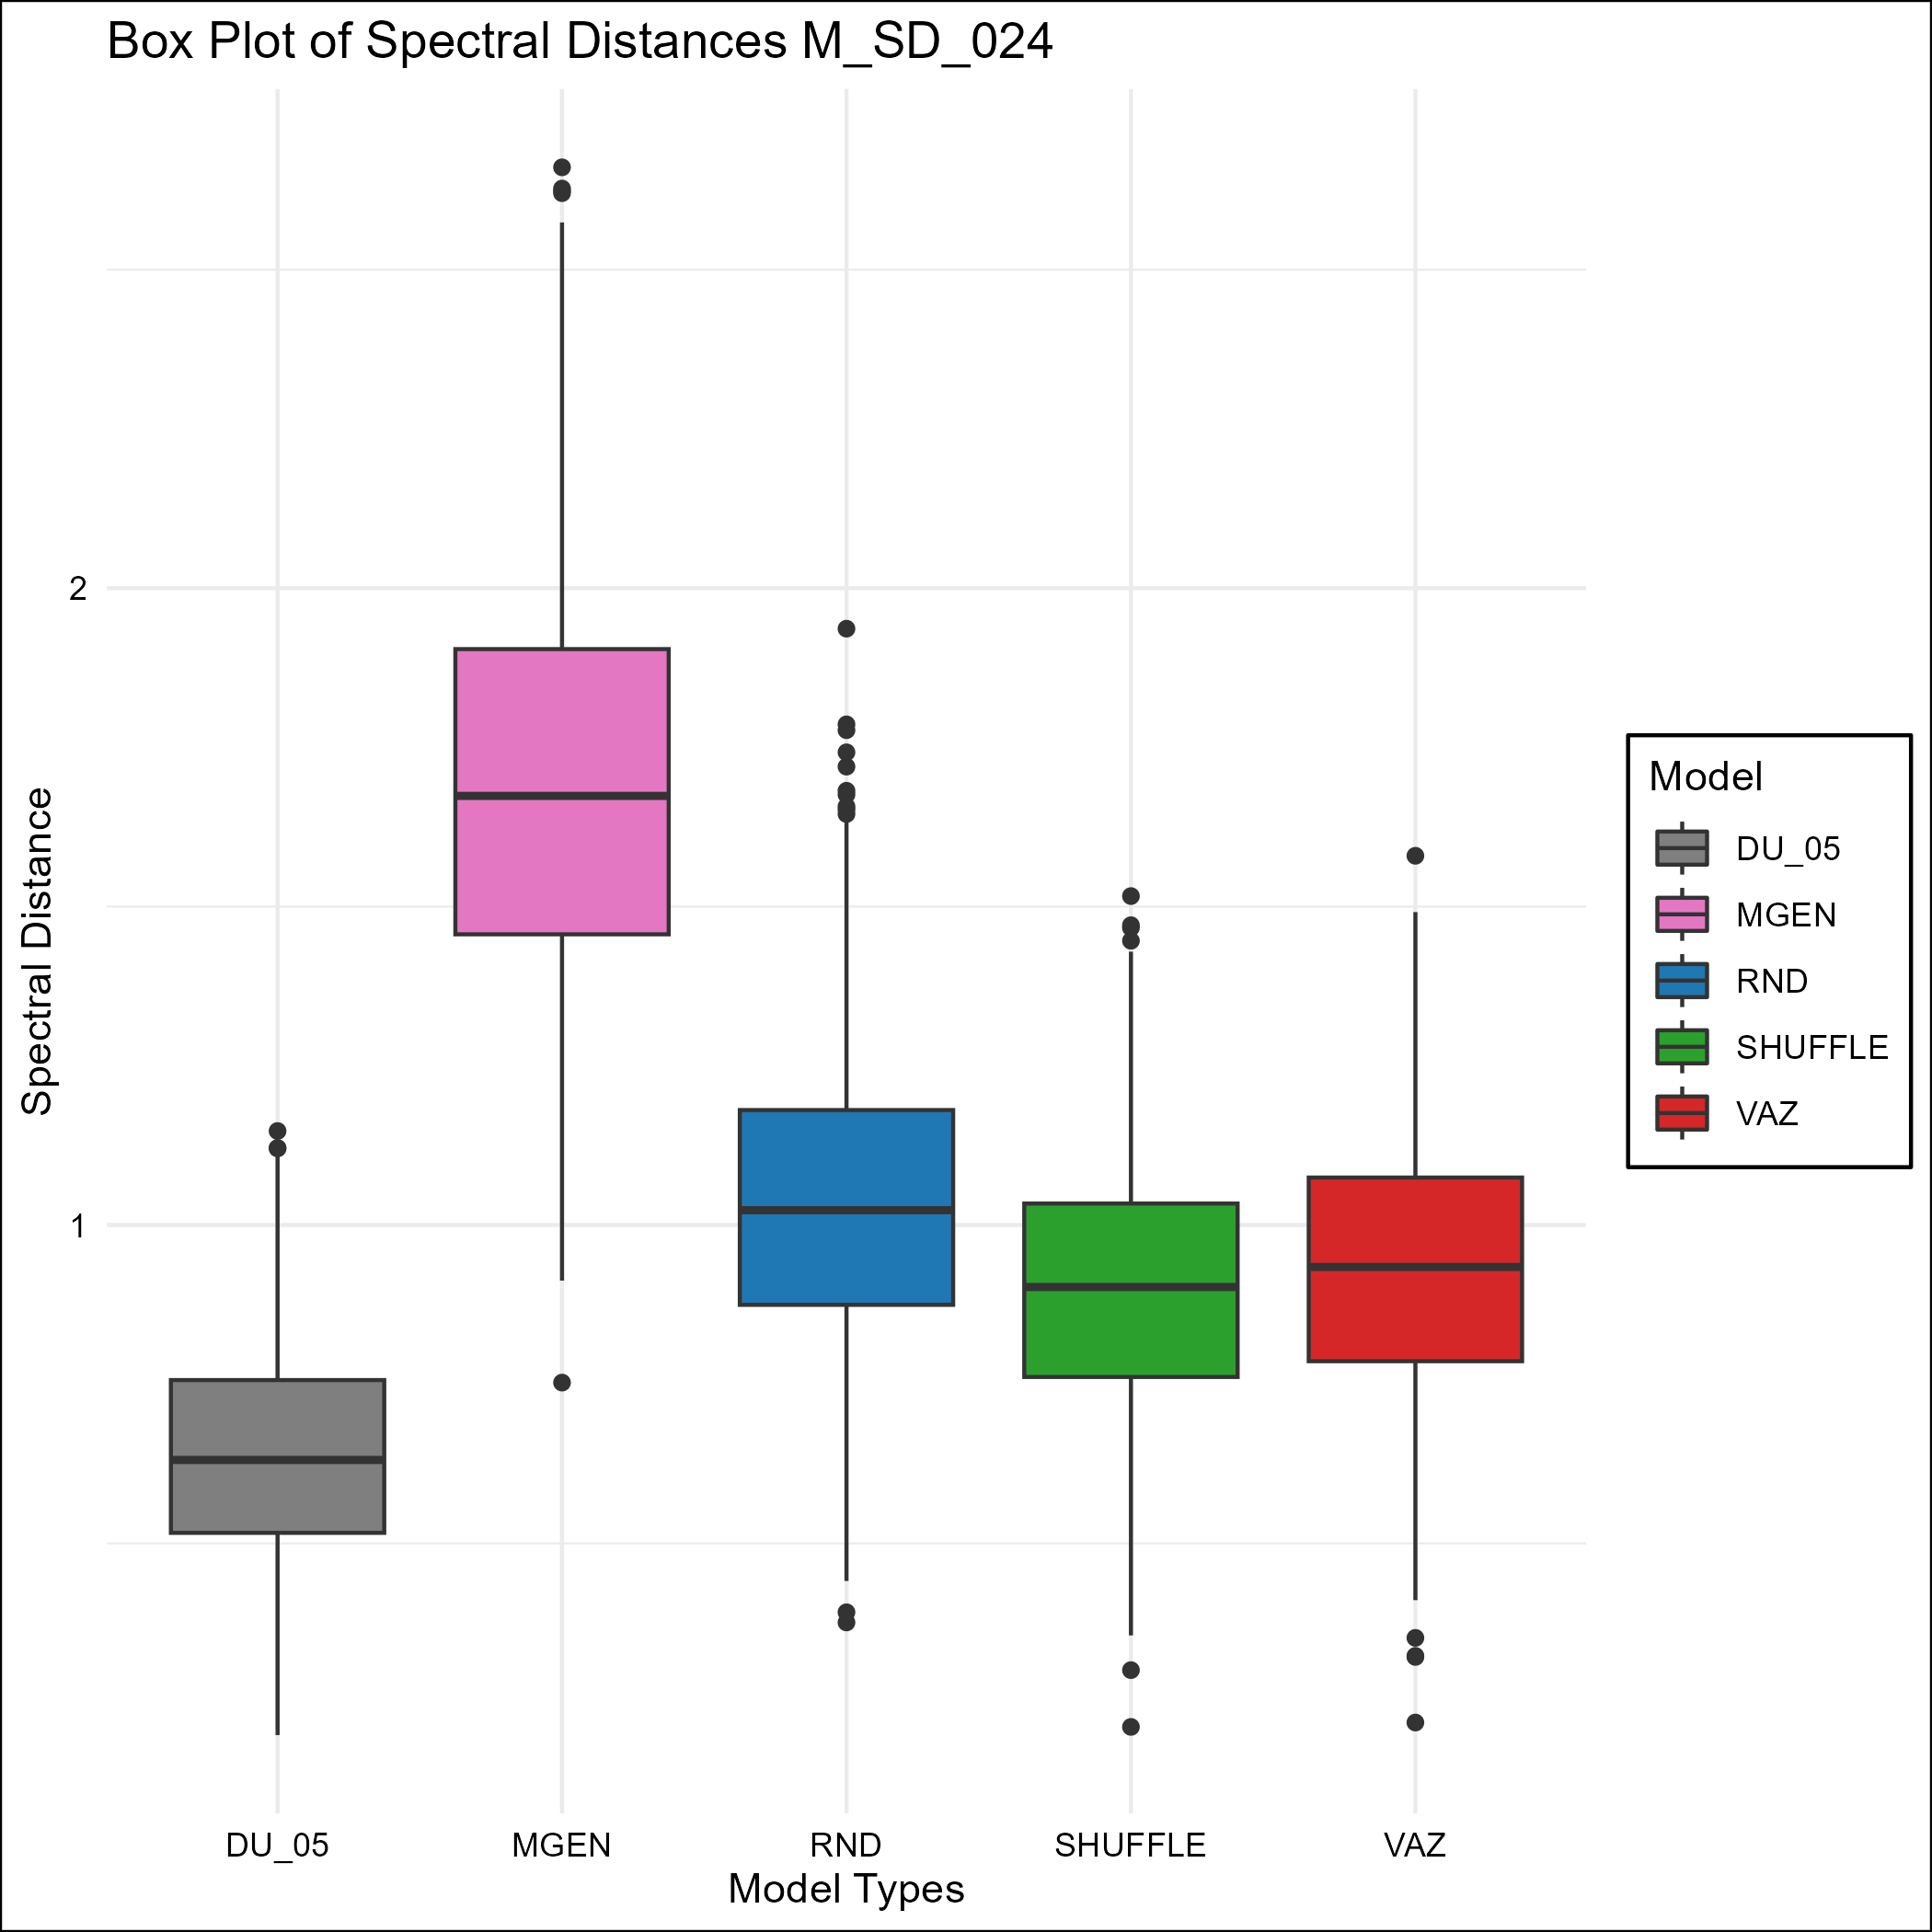 Box Plot of Spectral Distances M_SD_024
Spectral Distance
2
1
DU_05
MGEN
RND
SHUFFLE
VAZ
Model Types
Model
DU_05
MGEN
RND
SHUFFLE
VAZ